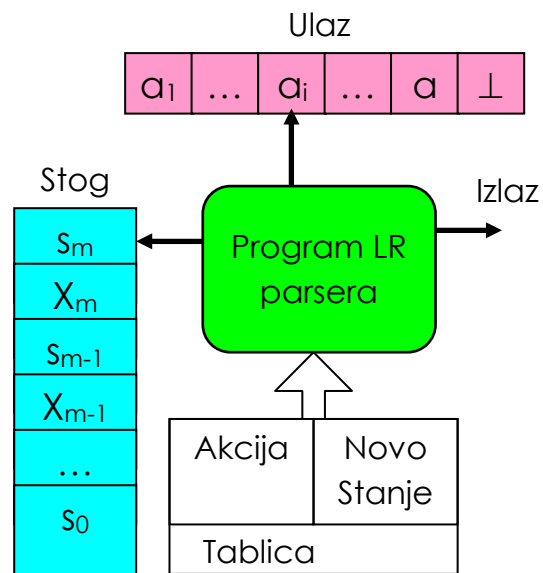 Ulaz
a₁ ... aᵢ ... a ⊥
Stog
Izlaz
sₘ
Xₘ
sₘ₋₁
Xₘ₋₁
...
s₀
Program LR
parsera
Akcija
Novo
Stanje
Tablica